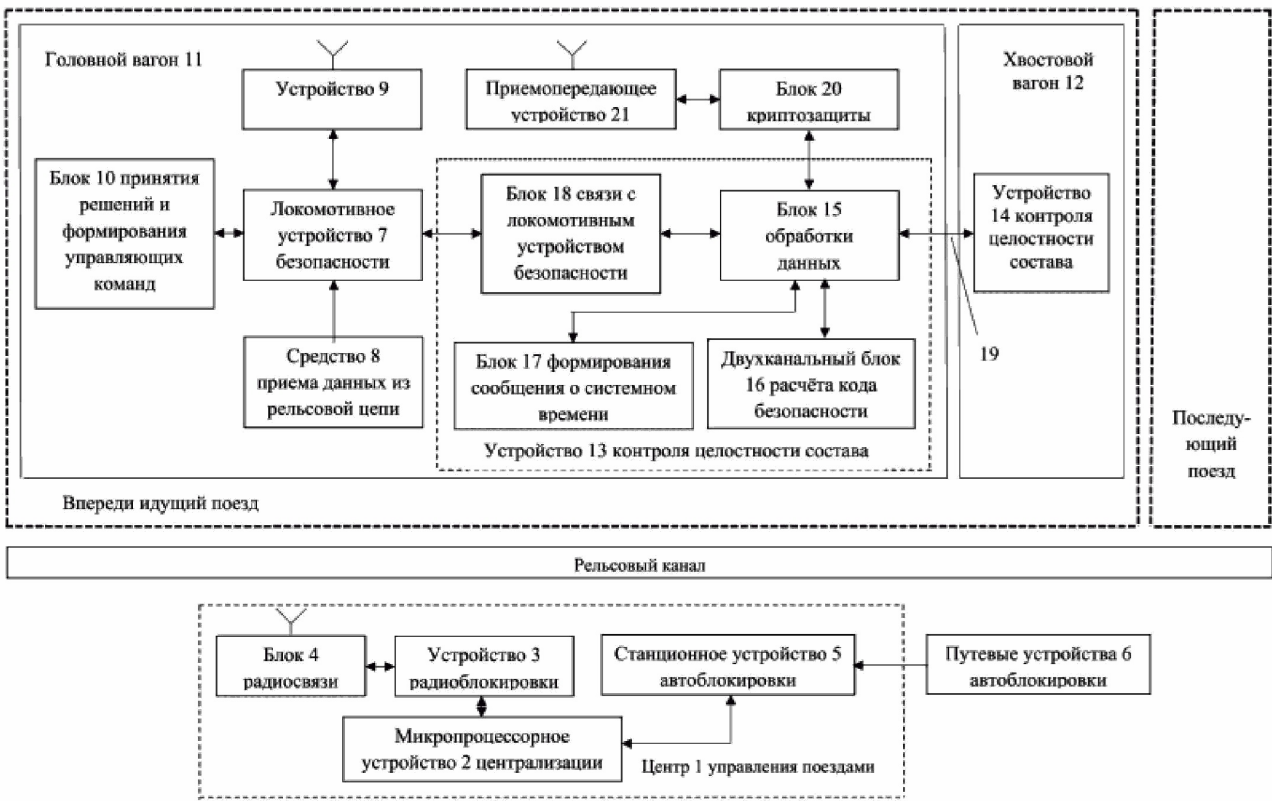 Головной вагон 11
Устройство 9
Приемопередающее
устройство 21
Блок 20
криптозащиты
Хвостовой
вагон 12
Блок 10 принятия
решений и
формирования
управляющих
команд
Локомотивное
устройство 7
безопасности
Блок 18 связи с
локомотивным
устройством
безопасности
Блок 15
обработки
данных
Устройство
14 контроля
целостности
состава
19
Средство 8
приема данных из
рельсовой цепи
Блок 17 формирования
сообщения о системном
времени
Двухканальный блок
16 расчёта кода
безопасности
Устройство 13 контроля целостности состава
Впереди идущий поезд
Последу-
ющий
поезд
Рельсовый канал
Блок 4
радиосвязи
Устройство 3
радиоблокировки
Станционное устройство 5
автоблокировки
Путевые устройства 6
автоблокировки
Микропроцессорное
устройство 2 централизации
Центр 1 управления поездами